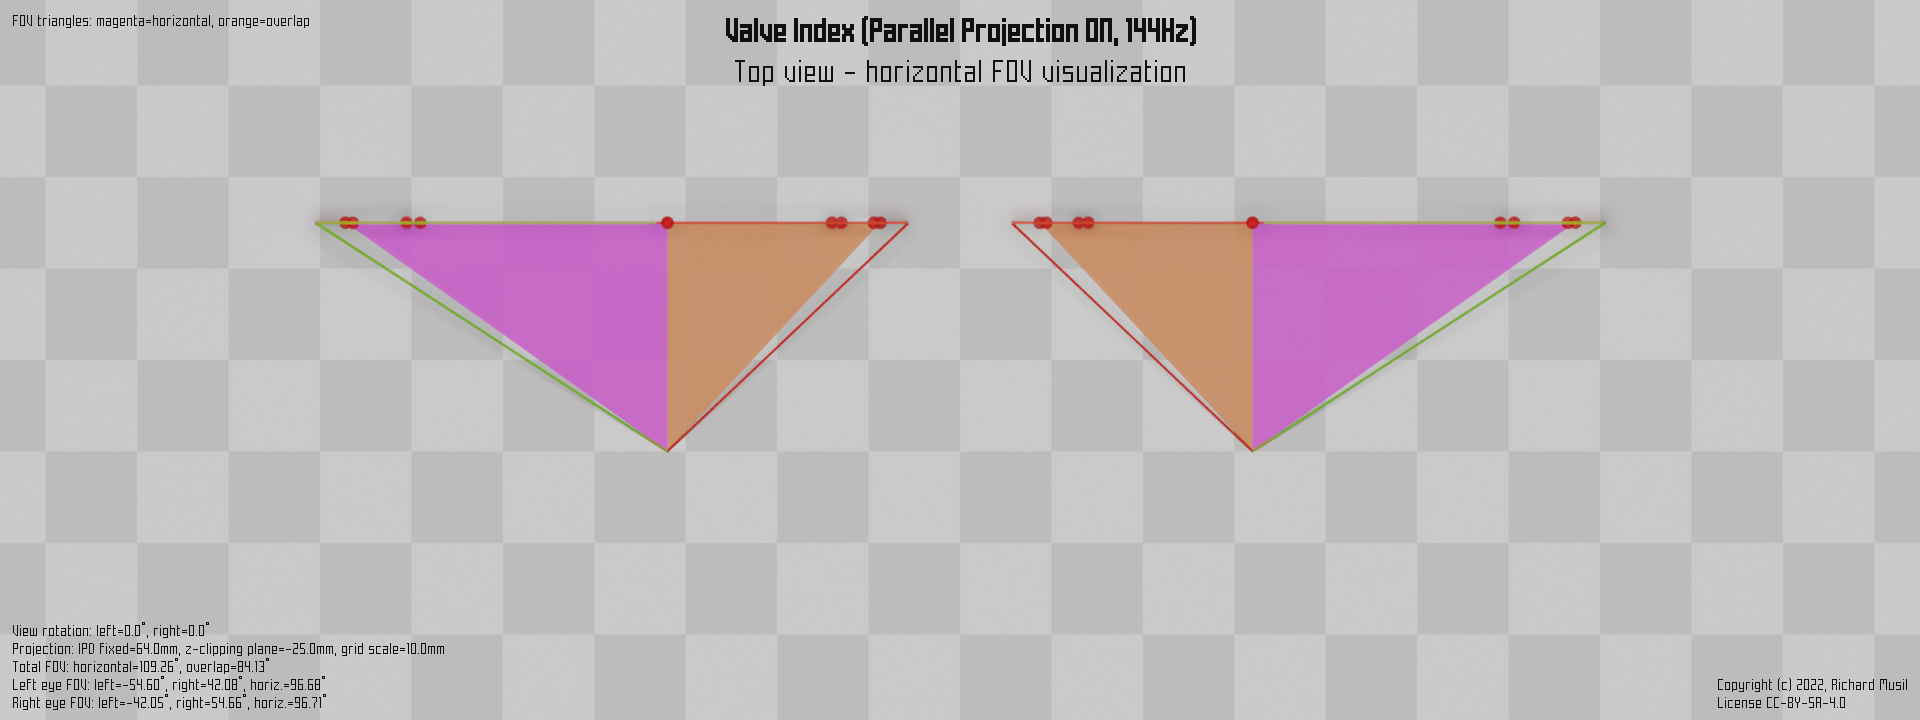 FOV triangles: magenta=horizontal, orange=overlap
Valve Index (Parallel Projection ON, 144Hz)
Top view - horizontal FOV visualization
View rotation: left=0.0°, right=0.0°
Projection: IPD fixed=64.0mm, z-clipping plane=-25.0mm, grid scale=10.0mm
Total FOV: horizontal=109.26°, overlap=84.13°
Left eye FOV: left=-54.60°, right=42.08°, horiz.=96.68°
Right eye FOV: left=-42.05°, right=54.66°, horiz.=96.71°
Copyright (c) 2022, Richard Musil
License CC-BY-SA-4.0